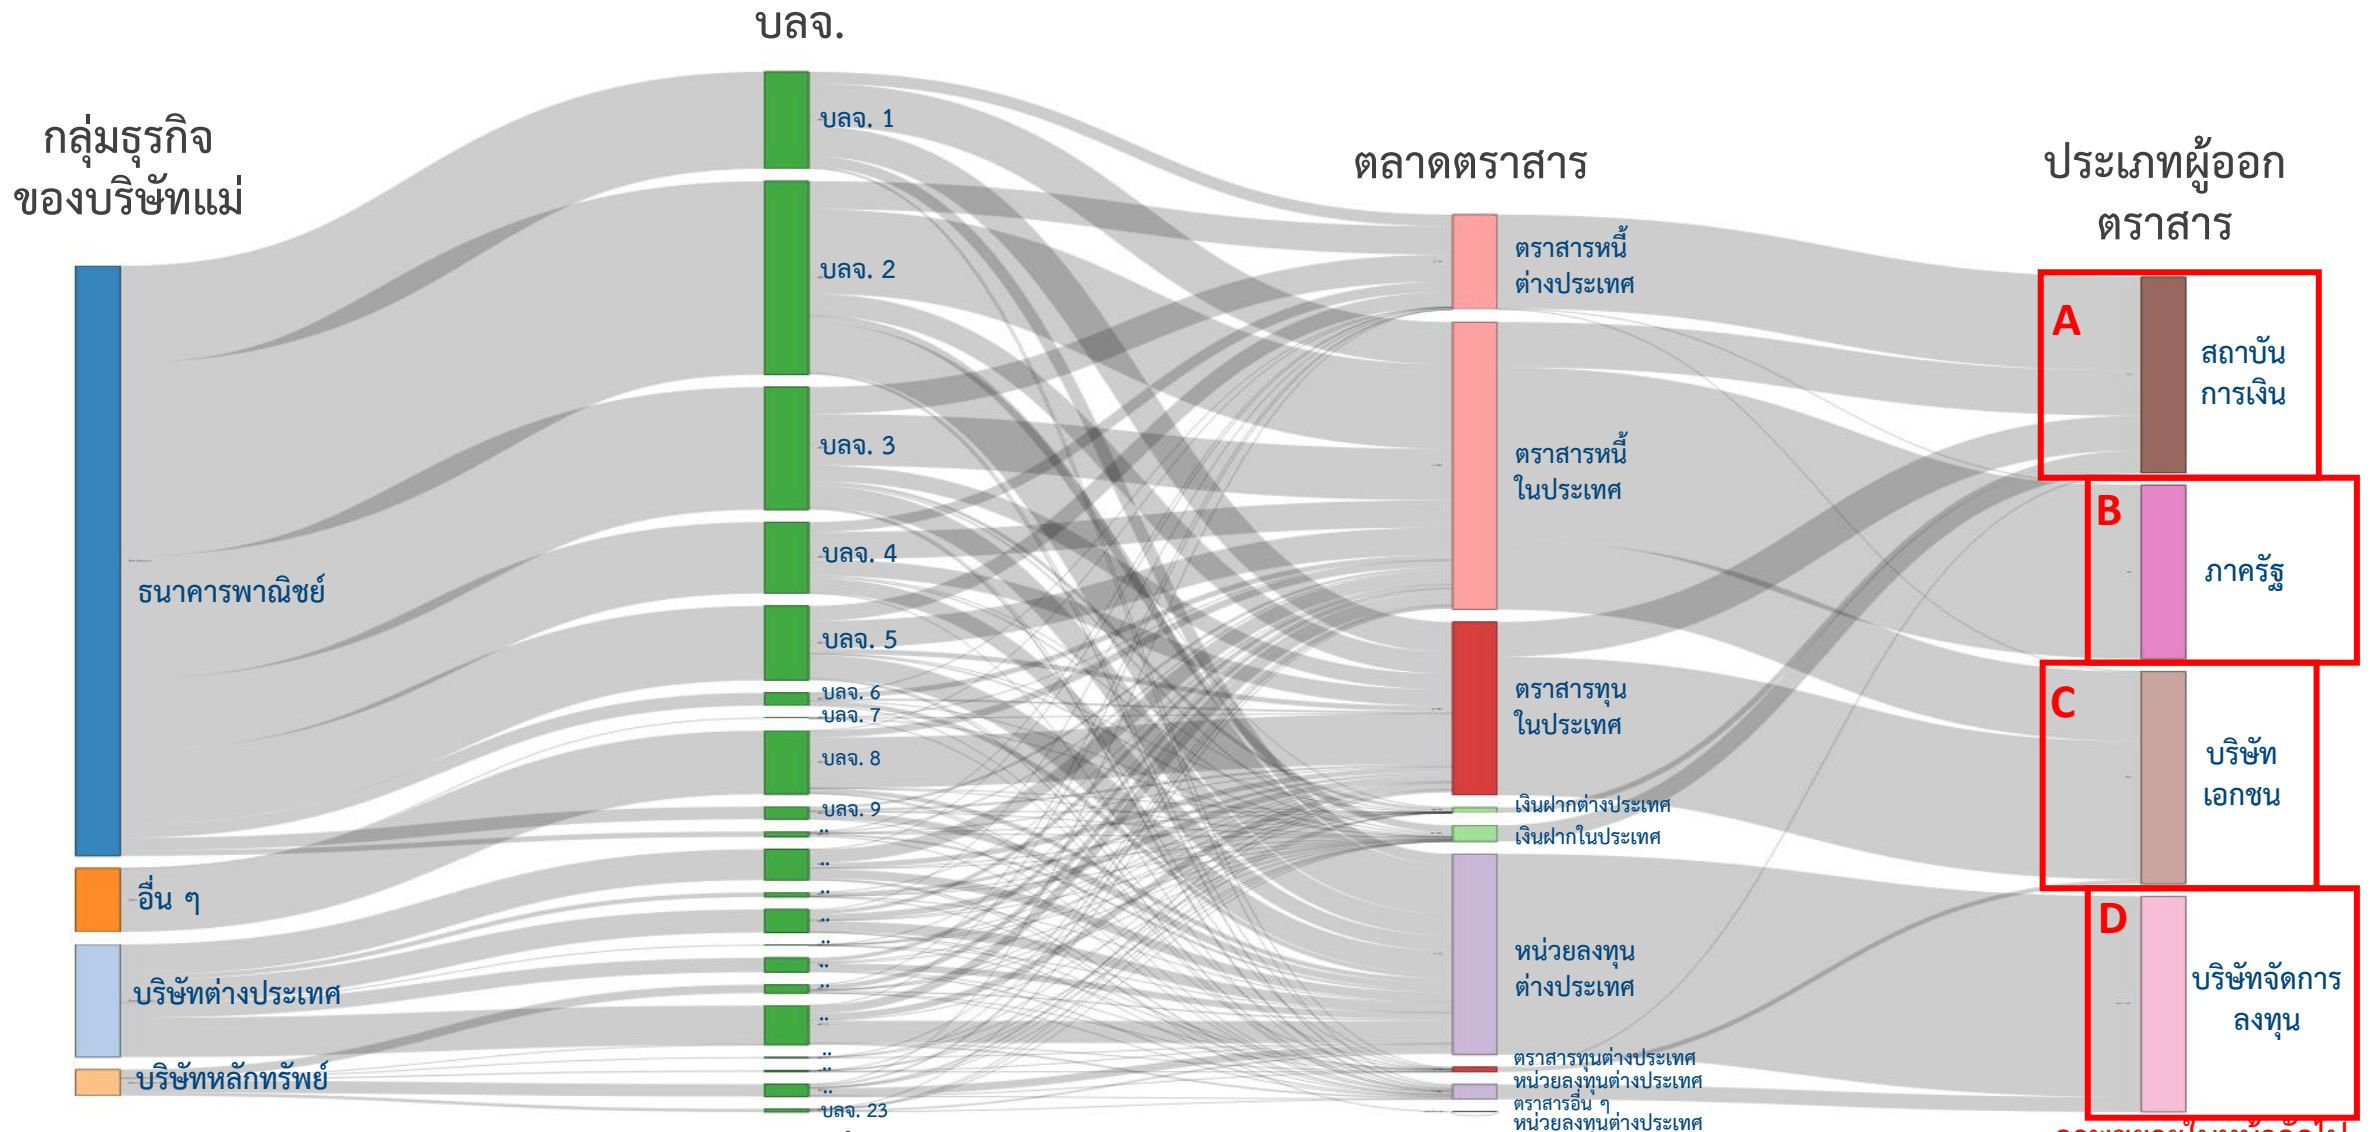 บลจ.
กลุ่มธุรกิจ
ของบริษัทแม่
ตลาดตราสาร
ประเภทผู้ออก
ตราสาร
ธนาคารพาณิชย์
อื่น ๆ
บริษัทต่างประเทศ
บริษัทหลักทรัพย์
บลจ. 1
บลจ. 2
บลจ. 3
บลจ. 4
บลจ. 5
บลจ. 6
บลจ. 7
บลจ. 8
บลจ. 9
..
..
..
..
..
..
..
..
..
..
..
บลจ. 23
ตราสารหนี้
ต่างประเทศ
ตราสารหนี้
ในประเทศ
ตราสารทุน
ในประเทศ
เงินฝากต่างประเทศ
เงินฝากในประเทศ
หน่วยลงทุน
ต่างประเทศ
ตราสารทุนต่างประเทศ
หน่วยลงทุนต่างประเทศ
ตราสารอื่น ๆ
หน่วยลงทุนต่างประเทศ
A
สถาบัน
การเงิน
B
ภาครัฐ
C
บริษัท
เอกชน
D
บริษัทจัดการ
ลงทุน